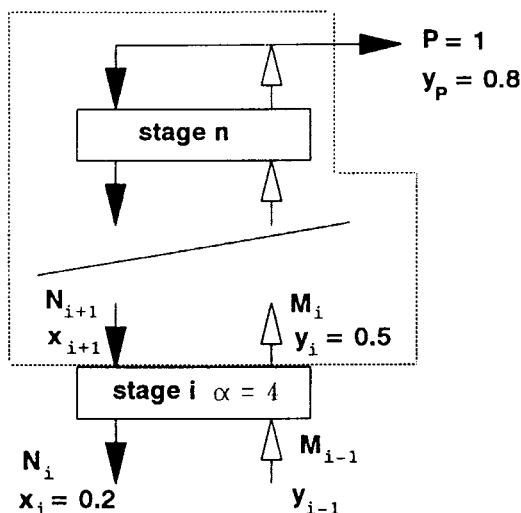 P = 1
y_P = 0.8
stage n
N_{i+1}
x_{i+1}
M_i
y_i = 0.5
stage i α = 4
N_i
x_i = 0.2
M_{i-1}
y_{i-1}